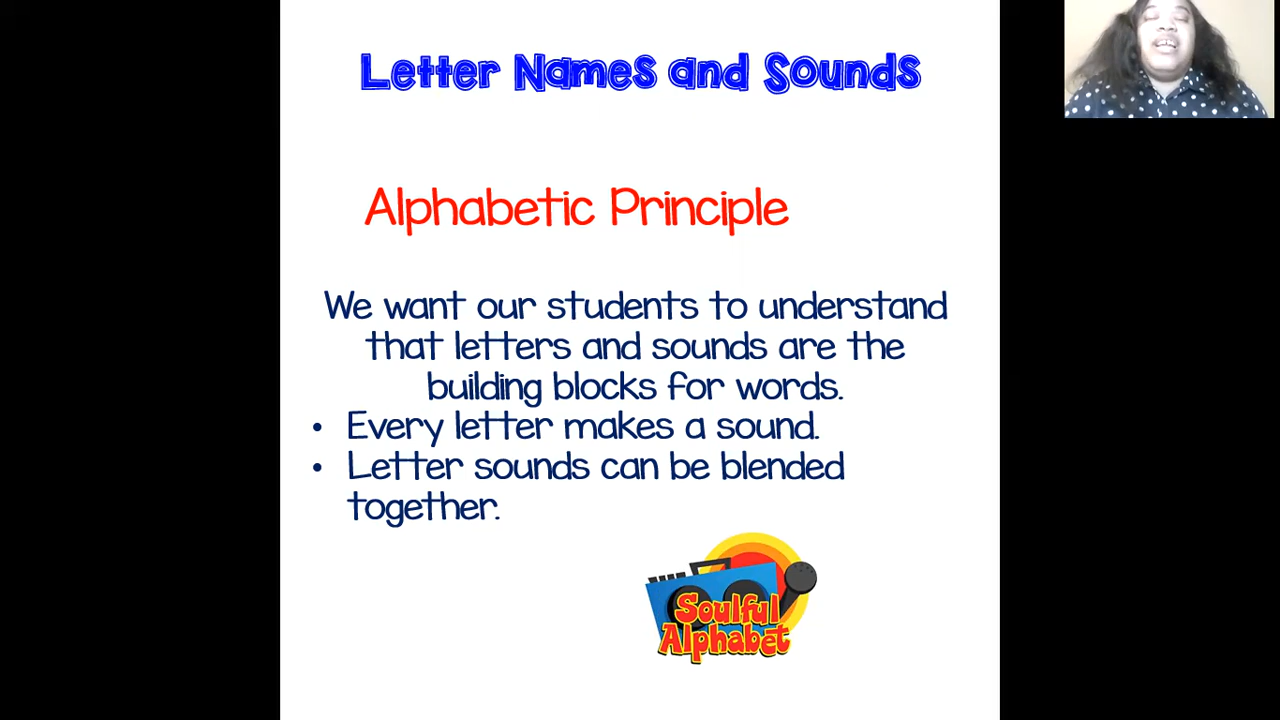 Letter Names and Sounds
Alphabetic Principle
We want our students to understand
that letters and sounds are the
building blocks for words.
• Every letter makes a sound.
• Letter sounds can be blended
together.
Soulful
Alphabet